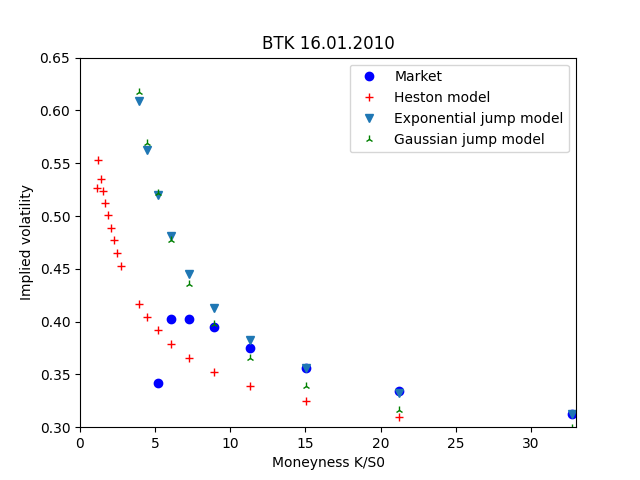 BTK 16.01.2010
Market
Heston model
Exponential jump model
Gaussian jump model
Implied volatility
0.65
0.60
0.55
0.50
0.45
0.40
0.35
0.30
0 5 10 15 20 25 30
Moneyness K/S0